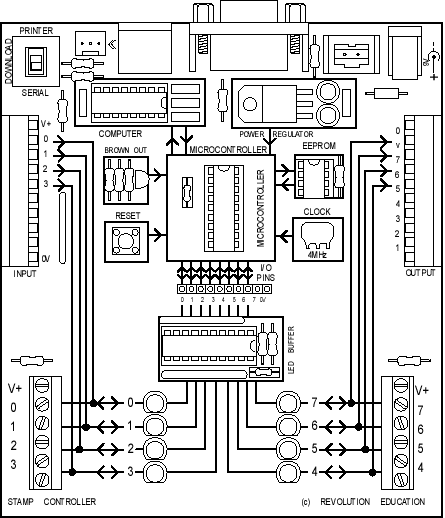 PRINTER
DOWNLOAD
SERIAL
9v
COMPUTER
POWER REGULATOR
BROWN OUT
MICROCONTROLLER
EEPROM
MICROCONTROLLER
RESET
CLOCK
4MHz
V+
0
1
2
3
0V
INPUT
0
v
7
6
5
4
3
2
1
OUTPUT
I/O
PINS
0 1 2 3 4 5 6 7 0V
LED BUFFER
V+
0
1
2
3
0
1
2
3
7
6
5
4
V+
7
6
5
4
STAMP CONTROLLER
(c) REVOLUTION EDUCATION